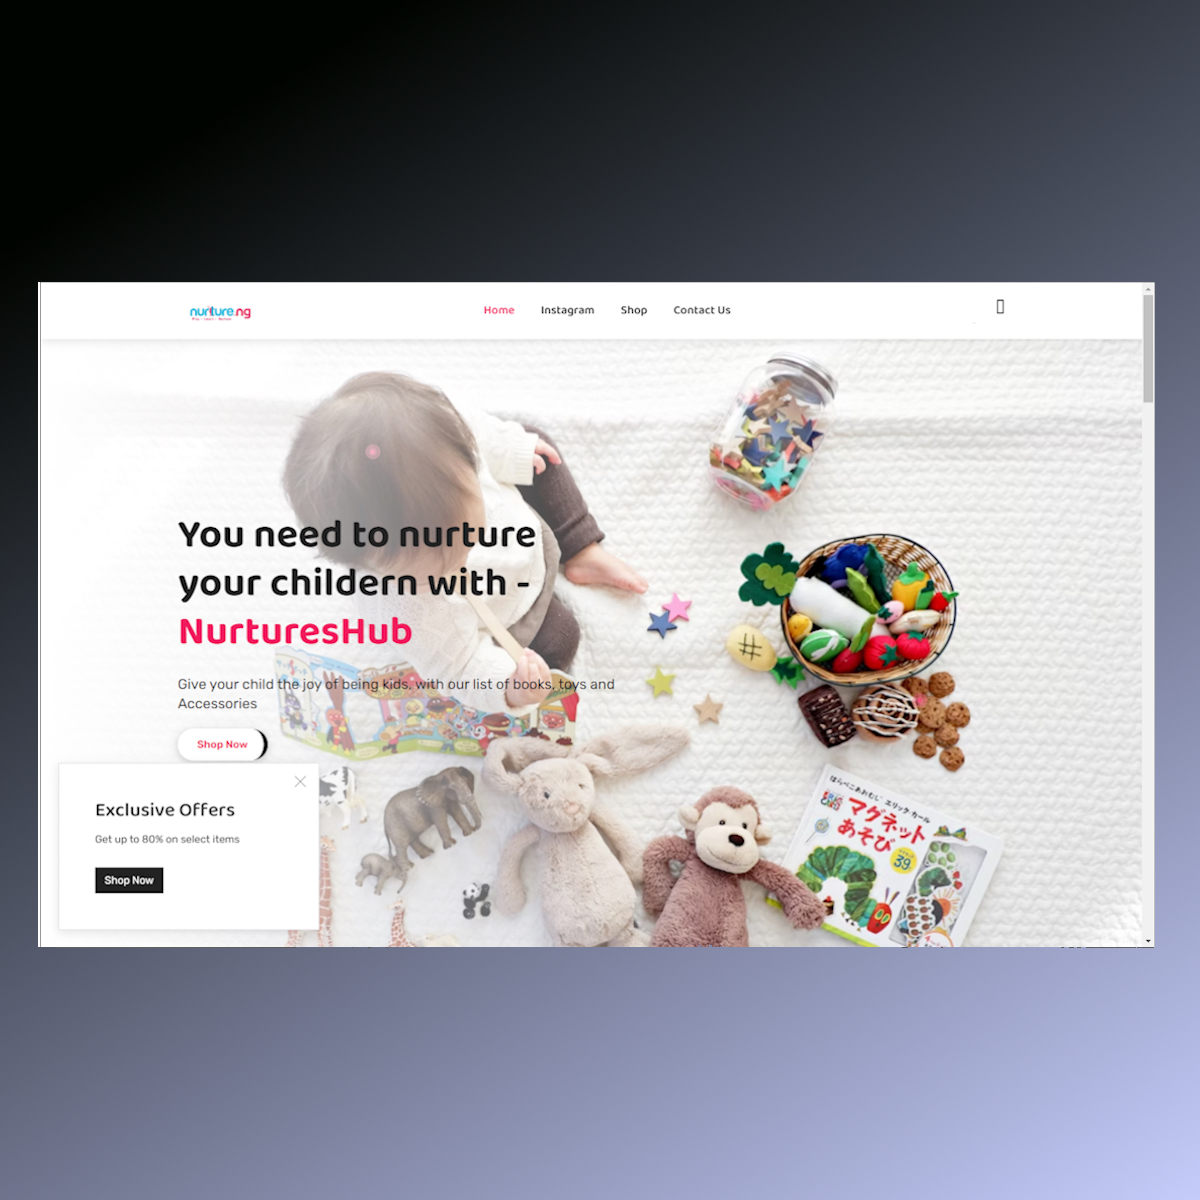 nurture.ng
Home Instagram Shop Contact Us
You need to nurture
your childern with -
NurturesHub
Give your child the joy of being kids, with our list of books, toys and
Accessories
Shop Now
Exclusive Offers
Get up to 80% on select items
Shop Now
はらぺこあおむし エリック・カール
マグネット
あそび
39